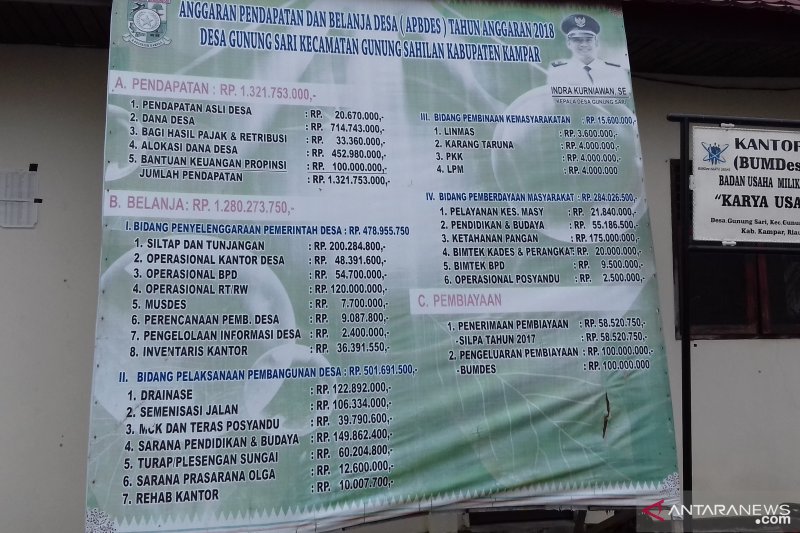 ANGGARAN PENDAPATAN DAN BELANJA DESA ( APBDES ) TAHUN ANGGARAN 2018
DESA GUNUNG SARI KECAMATAN GUNUNG SAHILAN KABUPATEN KAMPAR
INDRA KURNIAWAN, SE
KEPALA DESA GUNUNG SARI
A. PENDAPATAN : RP. 1.321.753.000,-
1. PENDAPATAN ASLI DESA : RP. 20.670.000,-
2. DANA DESA : RP. 714.743.000,-
3. BAGI HASIL PAJAK & RETRIBUSI : RP. 33.360.000,-
4. ALOKASI DANA DESA : RP. 452.980.000,-
5. BANTUAN KEUANGAN PROPINSI : RP. 100.000.000,-
JUMLAH PENDAPATAN : RP. 1.321.753.000,-
B. BELANJA: RP. 1.280.273.750,-
I. BIDANG PENYELENGGARAAN PEMERINTAH DESA : RP. 478.955.750
1. SILTAP DAN TUNJANGAN : RP. 200.284.800,-
2. OPERASIONAL KANTOR DESA : RP. 48.391.600,-
3. OPERASIONAL BPD : RP. 54.700.000,-
4. OPERASIONAL RT/RW : RP. 120.000.000,-
5. MUSDES : RP. 7.700.000,-
6. PERENCANAAN PEMB. DESA : RP. 9.087.800,-
7. PENGELOLAAN INFORMASI DESA : RP. 2.400.000,-
8. INVENTARIS KANTOR : RP. 36.391.550,-
II. BIDANG PELAKSANAAN PEMBANGUNAN DESA : RP. 501.691.500,-
1. DRAINASE : RP. 122.892.000,-
2. SEMENISASI JALAN : RP. 106.334.000,-
3. MCK DAN TERAS POSYANDU : RP. 39.790.600,-
4. SARANA PENDIDIKAN & BUDAYA : RP. 149.862.400,-
5. TURAP/PLESENGAN SUNGAI : RP. 60.204.800,-
6. SARANA PRASARANA OLGA : RP. 12.600.000,-
7. REHAB KANTOR : RP. 10.007.700,-
III. BIDANG PEMBINAAN KEMASYARAKATAN : RP. 15.600.000,-
1. LINMAS : RP. 3.600.000,-
2. KARANG TARUNA : RP. 4.000.000,-
3. PKK : RP. 4.000.000,-
4. LPM : RP. 4.000.000,-
IV. BIDANG PEMBERDAYAAN MASYARAKAT : RP. 284.026.500,-
1. PELAYANAN KES. MASY : RP. 21.840.000,-
2. PENDIDIKAN & BUDAYA : RP. 55.186.500,-
3. KETAHANAN PANGAN : RP. 175.000.000,-
4. BIMTEK KADES & PERANGKAT : RP. 20.000.000,-
5. BIMTEK BPD : RP. 9.500.000,-
6. OPERASIONAL POSYANDU : RP. 2.500.000,-
C. PEMBIAYAAN
1. PENERIMAAN PEMBIAYAAN : RP. 58.520.750,-
-SILPA TAHUN 2017 : RP. 58.520.750,-
2. PENGELUARAN PEMBIAYAAN : RP. 100.000.000,-
-BUMDES : RP. 100.000.000
KANTOR
(BUMDes
BADAN USAHA MILIK
"KARYA USA
Desa Gunung Sari, Kec.Gunu
Kab. Kampar, Riau
ANTARANEWS
.com